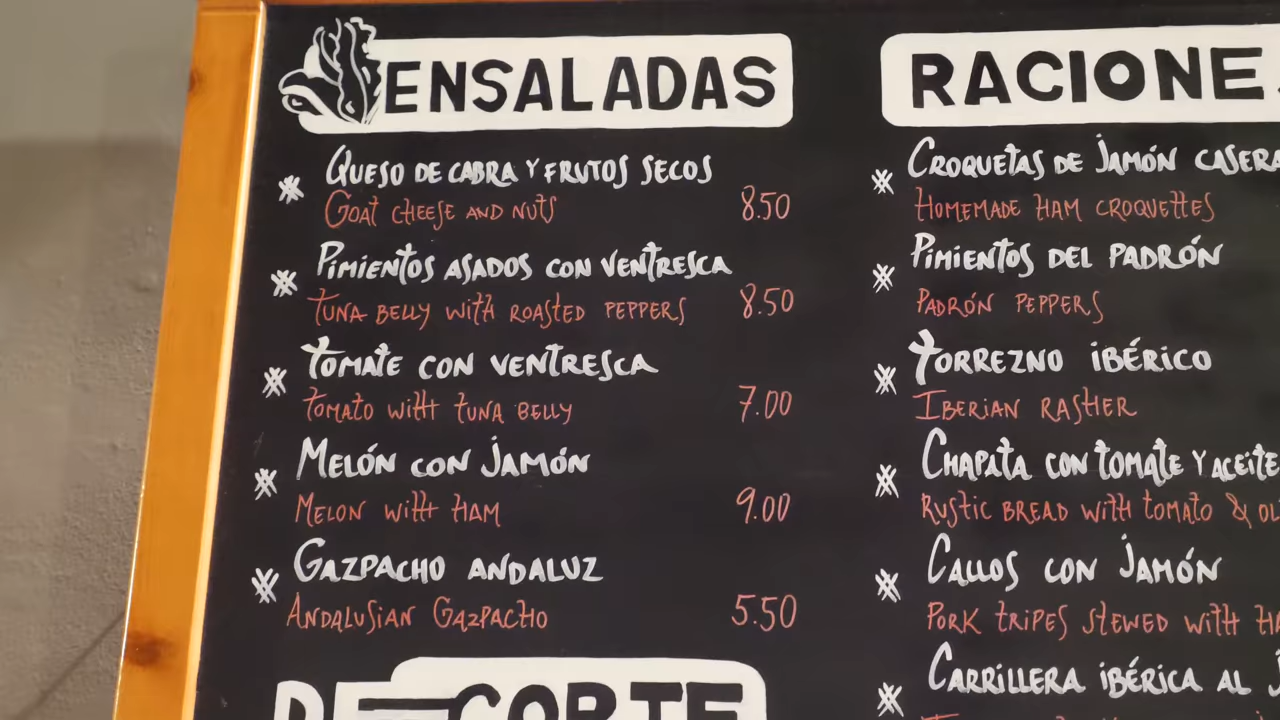 ENSALADAS
QUESO DE CABRA Y FRUTOS SECOS
GOAT CHEESE AND NUTS 8.50
PIMIENTOS ASADOS CON VENTRESCA
TUNA BELLY WITH ROASTED PEPPERS 8.50
TOMATE CON VENTRESCA
TOMATO WITH TUNA BELLY 7.00
MELÓN CON JAMÓN
MELON WITH HAM 9.00
GAZPACHO ANDALUZ
ANDALUSIAN GAZPACHO 5.50
RACIONE
CROQUETAS DE JAMÓN CASERA
HOMEMADE HAM CROQUETTES
PIMIENTOS DEL PADRÓN
PADRÓN PEPPERS
TORREZNO IBÉRICO
IBERIAN RASHER
CHAPATA CON TOMATE Y ACEITE
RUSTIC BREAD WITH TOMATO & OL
CALLOS CON JAMÓN
PORK TRIPES STEWED WITH HA
CARRILLERA IBÉRICA AL J